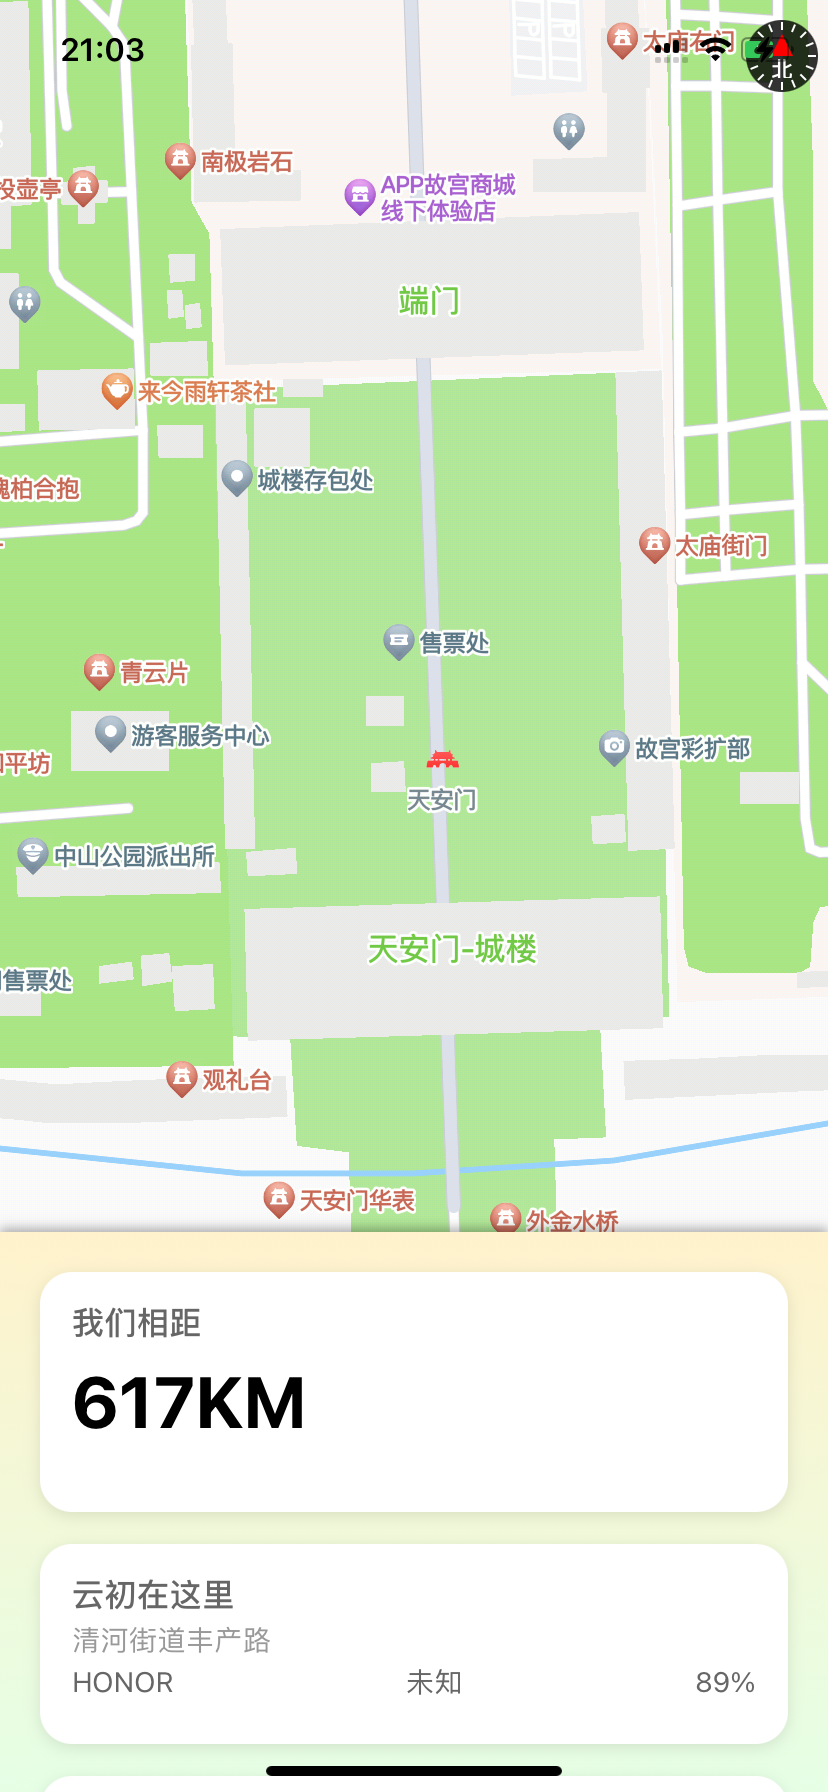 21:03
太庙右门
北
P
P
南极岩石
投壶亭
APP故宫商城
线下体验店
端门
来今雨轩茶社
城楼存包处
槐柏合抱
太庙街门
售票处
青云片
游客服务中心
故宫彩扩部
和平坊
天安门
中山公园派出所
天安门-城楼
售票处
观礼台
天安门华表
外金水桥
我们相距
617KM
云初在这里
清河街道丰产路
HONOR 未知 89%